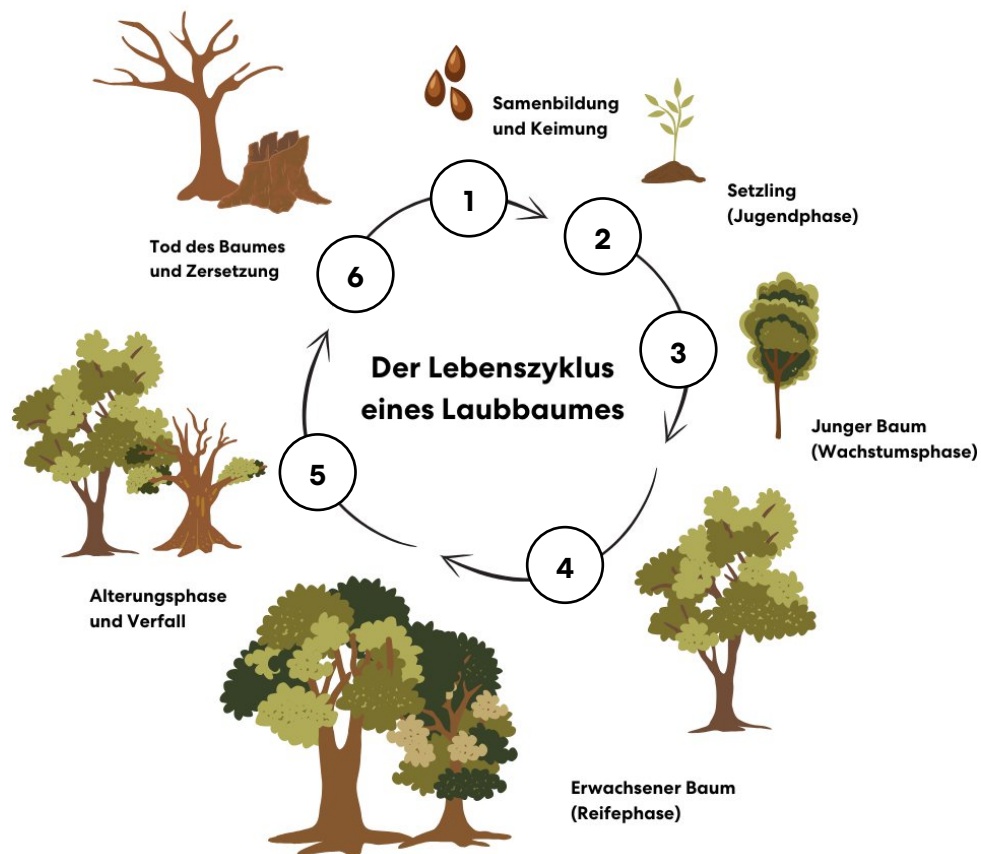 Der Lebenszyklus
eines Laubbaumes
1
Samenbildung
und Keimung
2
Setzling
(Jugendphase)
3
Junger Baum
(Wachstumsphase)
4
Erwachsener Baum
(Reifephase)
5
Alterungsphase
und Verfall
6
Tod des Baumes
und Zersetzung